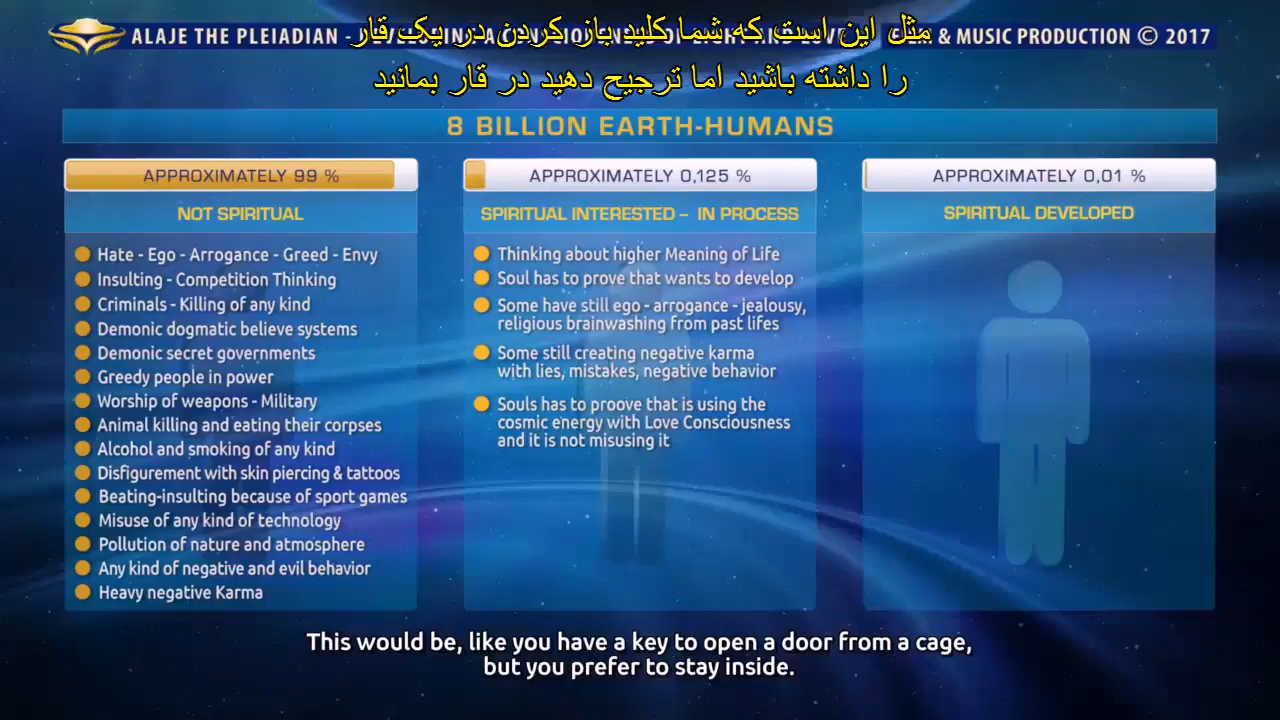 مثل این است که شما کلید باز کردن در یک قار
را داشته باشید اما ترجیح دهید در قار بمانید
ALAJE THE PLEIADIAN - & MUSIC PRODUCTION © 2017
8 BILLION EARTH-HUMANS
APPROXIMATELY 99 %
NOT SPIRITUAL
Hate - Ego - Arrogance - Greed - Envy
Insulting - Competition Thinking
Criminals - Killing of any kind
Demonic dogmatic believe systems
Demonic secret governments
Greedy people in power
Worship of weapons - Military
Animal killing and eating their corpses
Alcohol and smoking of any kind
Disfigurement with skin piercing & tattoos
Beating-insulting because of sport games
Misuse of any kind of technology
Pollution of nature and atmosphere
Any kind of negative and evil behavior
Heavy negative Karma
APPROXIMATELY 0,125 %
SPIRITUAL INTERESTED – IN PROCESS
Thinking about higher Meaning of Life
Soul has to prove that wants to develop
Some have still ego - arrogance - jealousy,
religious brainwashing from past lifes
Some still creating negative karma
with lies, mistakes, negative behavior
Souls has to proove that is using the
cosmic energy with Love Consciousness
and it is not misusing it
APPROXIMATELY 0,01 %
SPIRITUAL DEVELOPED
This would be, like you have a key to open a door from a cage,
but you prefer to stay inside.